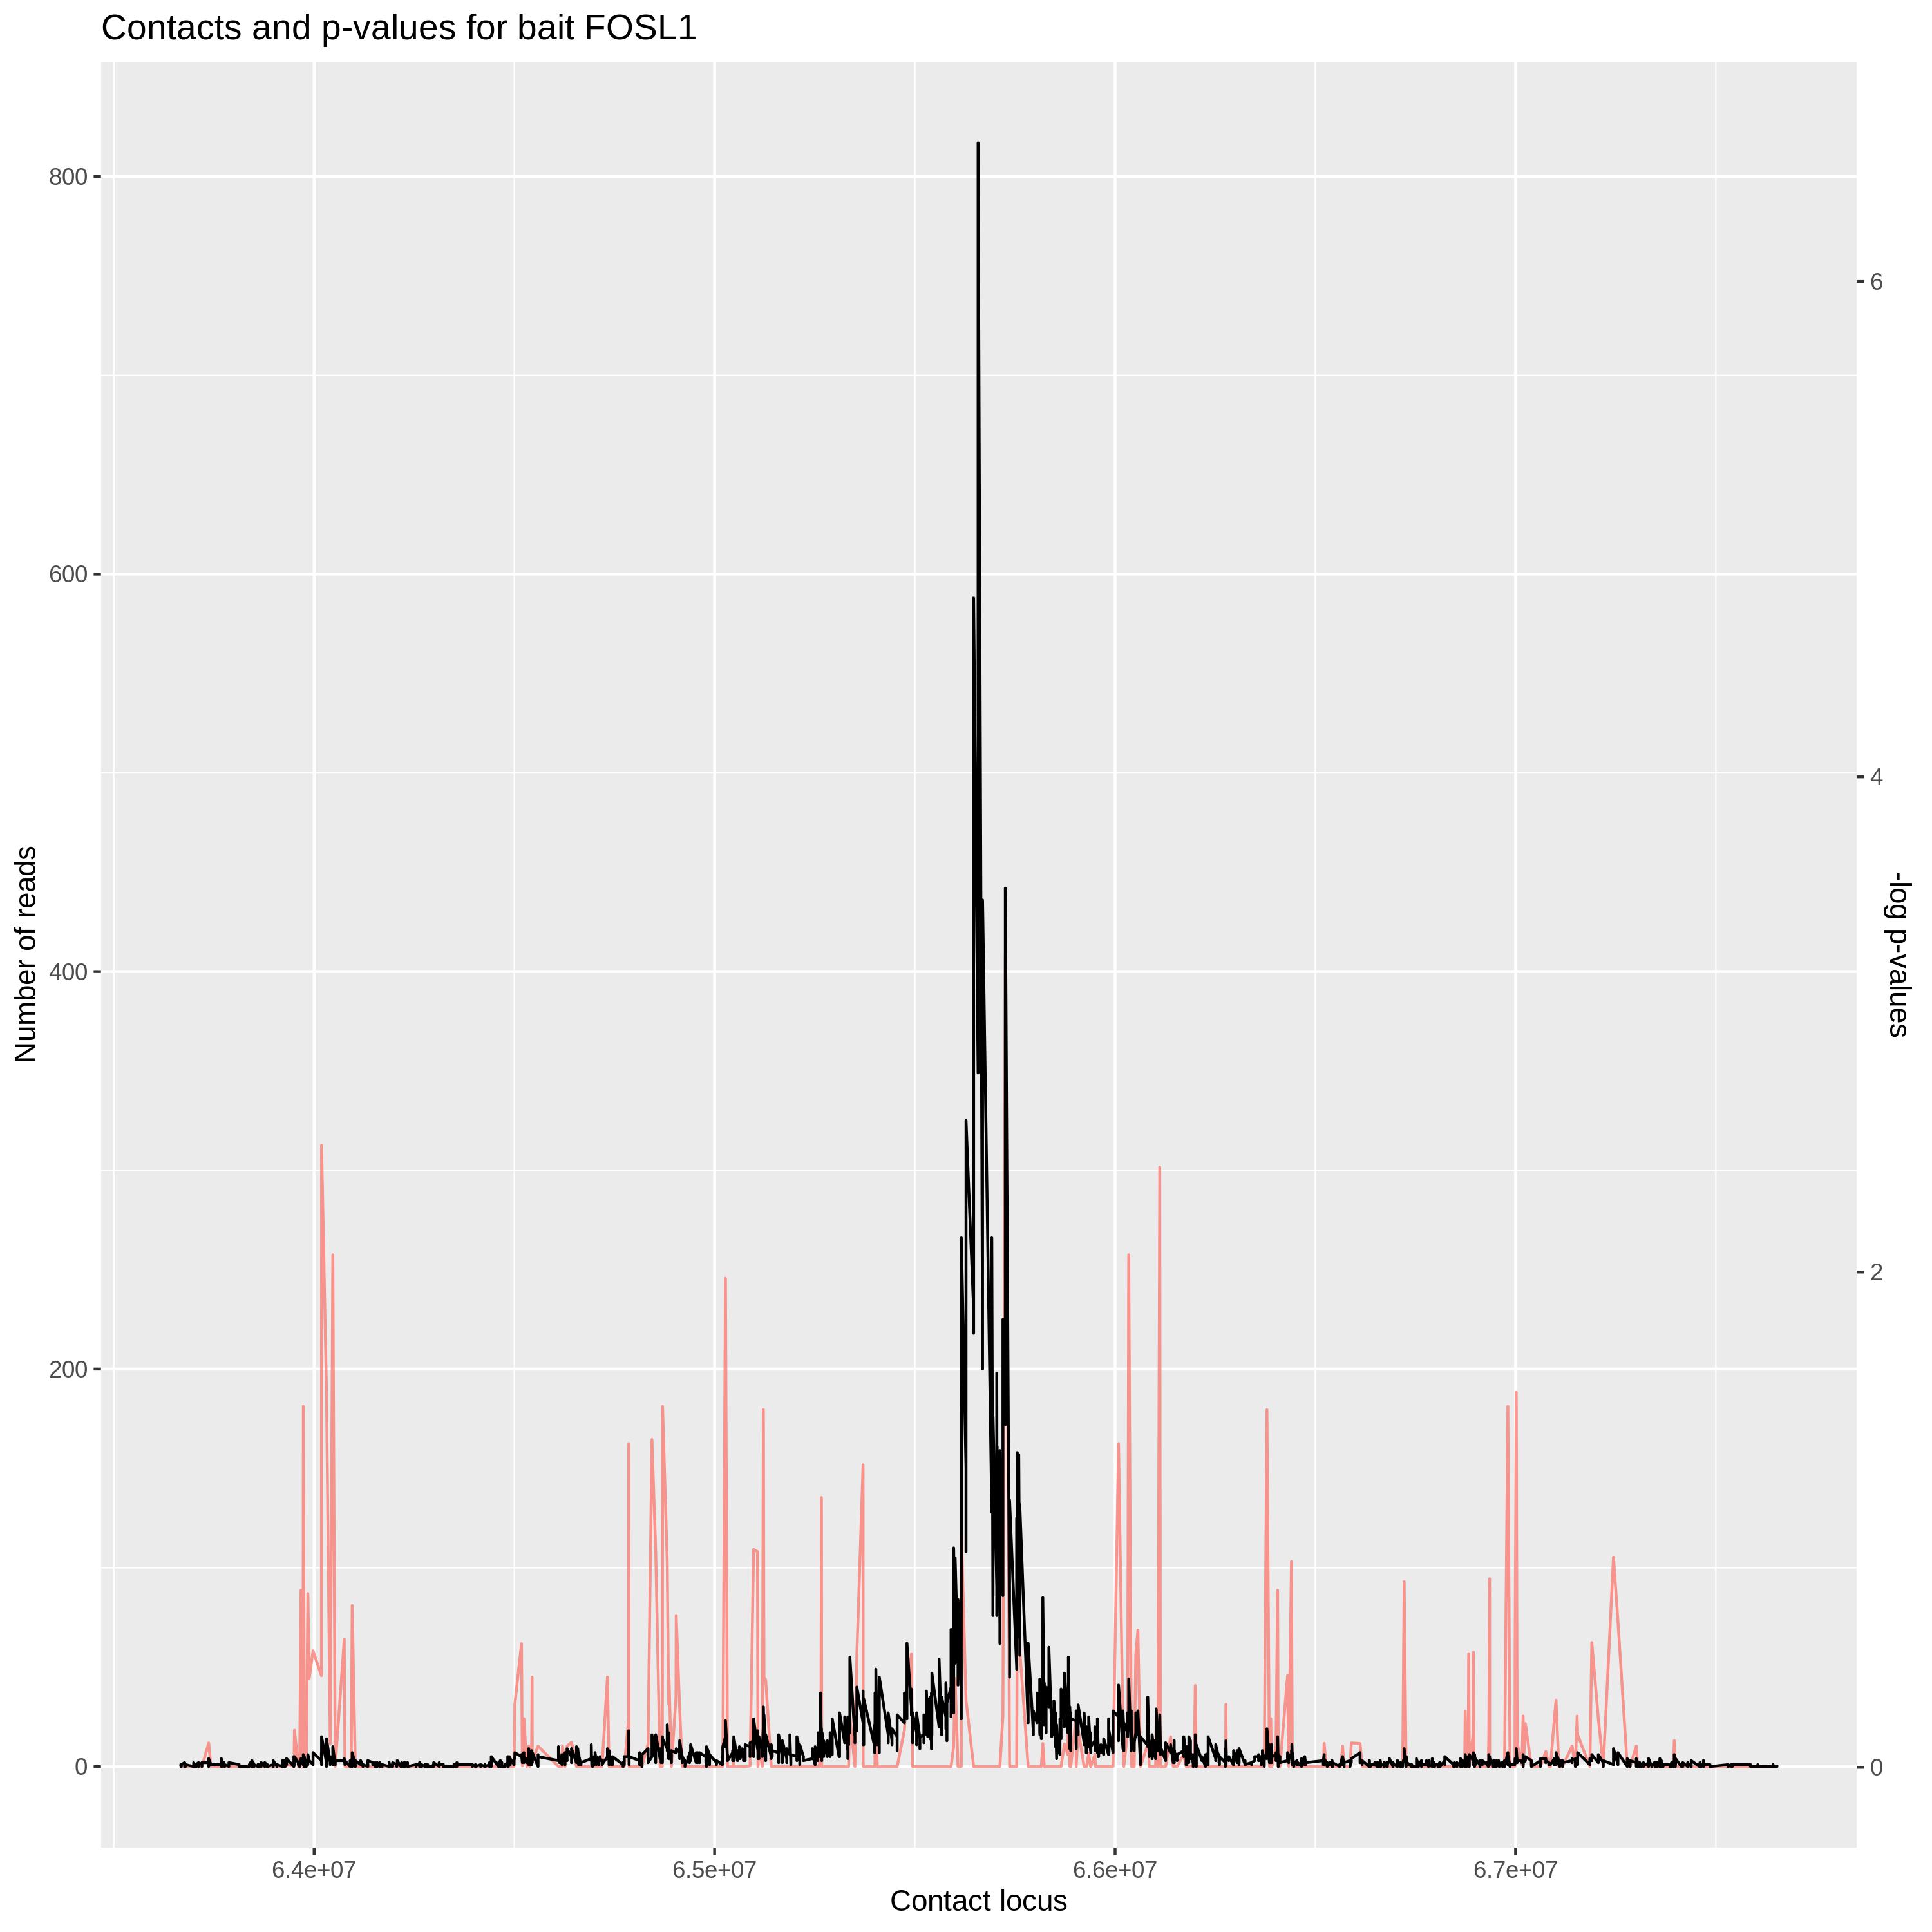 Contacts and p-values for bait FOSL1
800
600
400
200
0
Number of reads
6
4
2
0
-log p-values
6.4e+07
6.5e+07
6.6e+07
6.7e+07
Contact locus